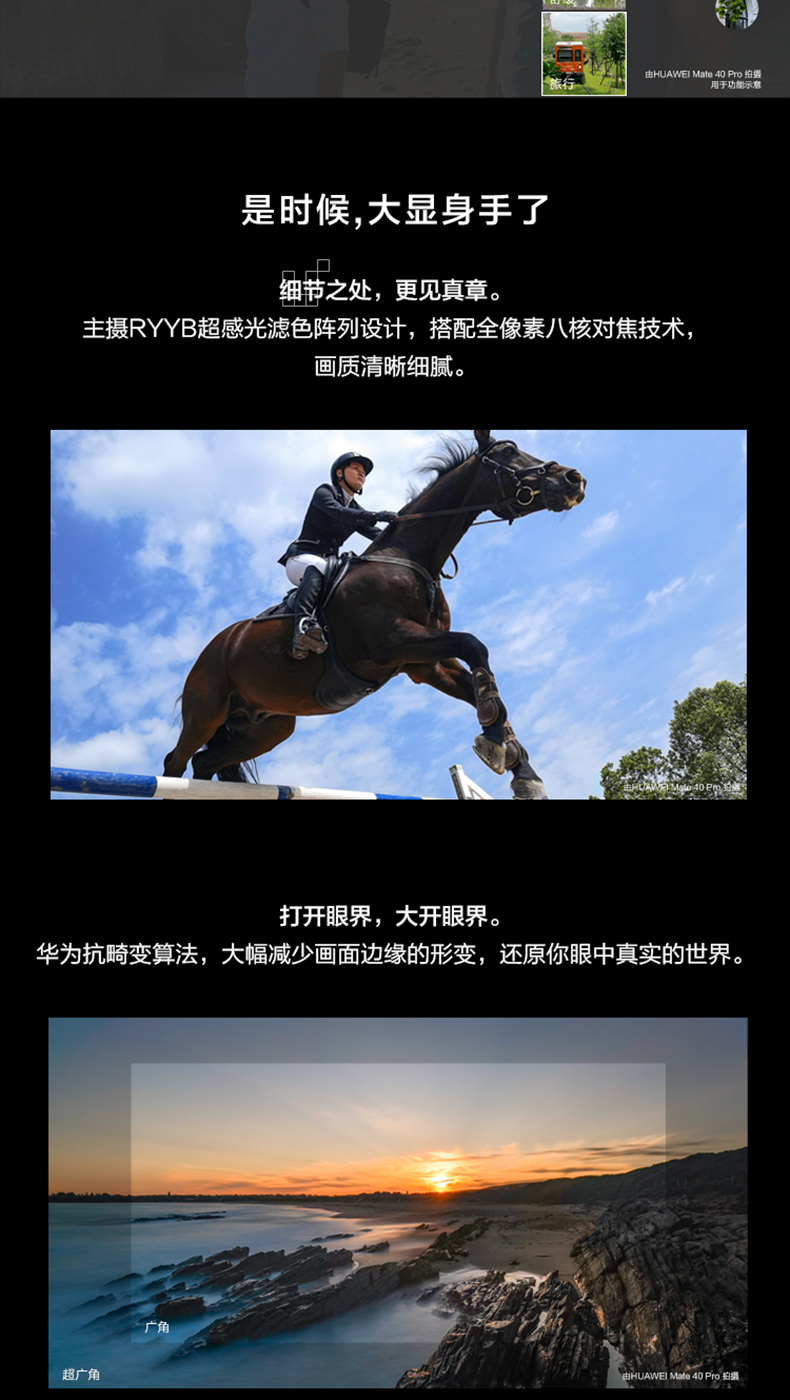 舒缓
旅行
由HUAWEI Mate 40 Pro 拍摄
用于功能示意
是时候,大显身手了
细节之处，更见真章。
主摄RYYB超感光滤色阵列设计，搭配全像素八核对焦技术，
画质清晰细腻。
由HUAWEI Mate 40 Pro 拍摄
打开眼界，大开眼界。
华为抗畸变算法，大幅减少画面边缘的形变，还原你眼中真实的世界。
广角
超广角
由HUAWEI Mate 40 Pro 拍摄